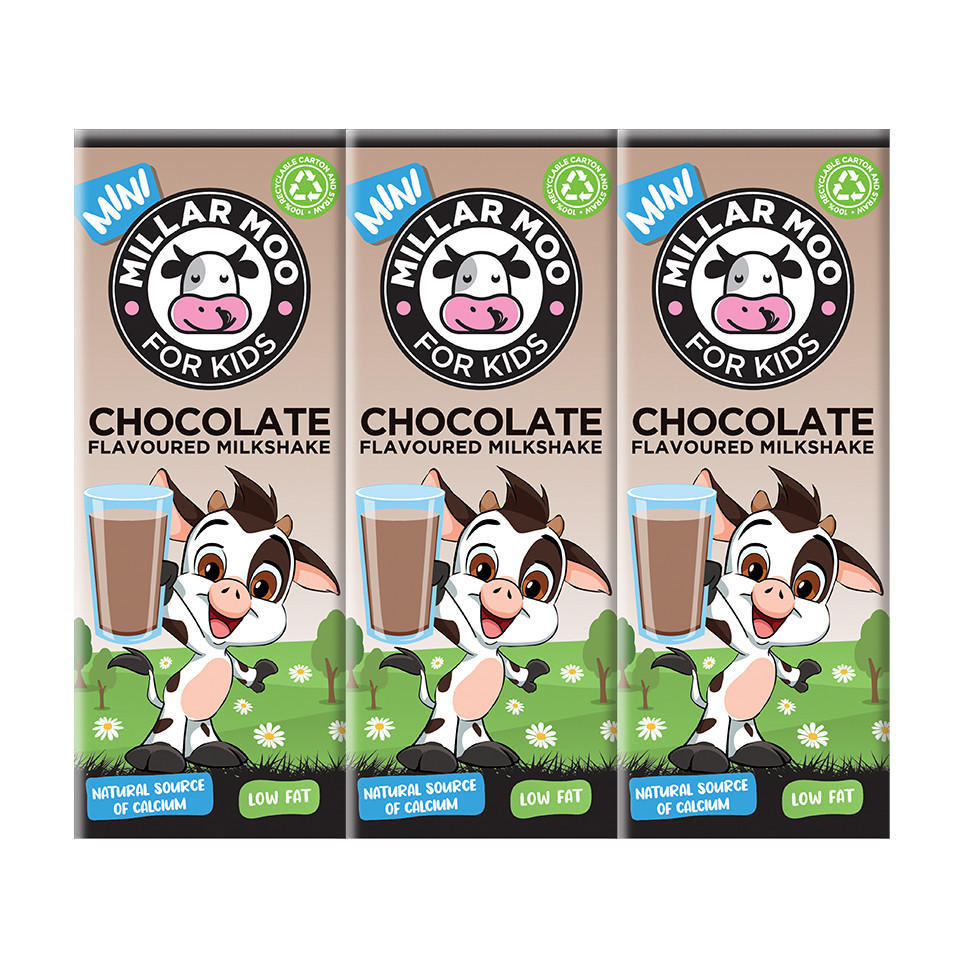 MINI
100% RECYCLABLE CARTON AND STRAW •
MILLAR MOO
FOR KIDS
CHOCOLATE
FLAVOURED MILKSHAKE
NATURAL SOURCE
OF CALCIUM
LOW FAT
MINI
100% RECYCLABLE CARTON AND STRAW •
MILLAR MOO
FOR KIDS
CHOCOLATE
FLAVOURED MILKSHAKE
NATURAL SOURCE
OF CALCIUM
LOW FAT
MINI
100% RECYCLABLE CARTON AND STRAW •
MILLAR MOO
FOR KIDS
CHOCOLATE
FLAVOURED MILKSHAKE
NATURAL SOURCE
OF CALCIUM
LOW FAT